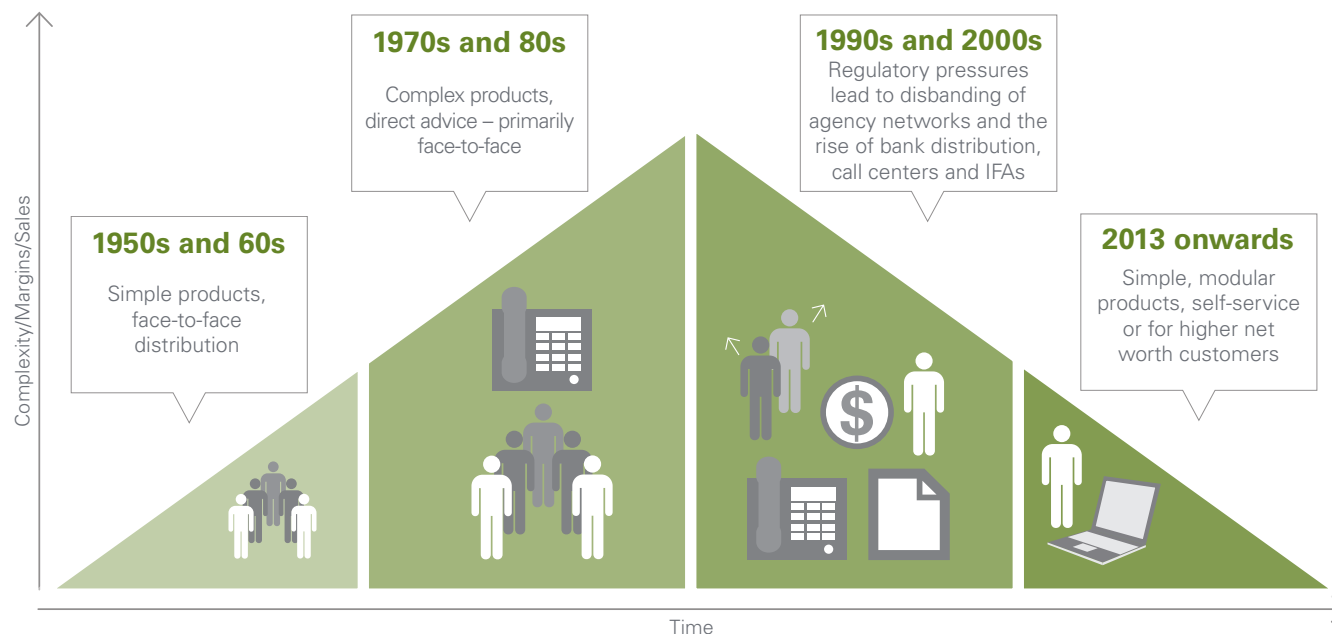 Complexity/Margins/Sales
1950s and 60s
Simple products,
face-to-face
distribution
1970s and 80s
Complex products,
direct advice – primarily
face-to-face
1990s and 2000s
Regulatory pressures
lead to disbanding of
agency networks and the
rise of bank distribution,
call centers and IFAs
2013 onwards
Simple, modular
products, self-service
or for higher net
worth customers
$
Time